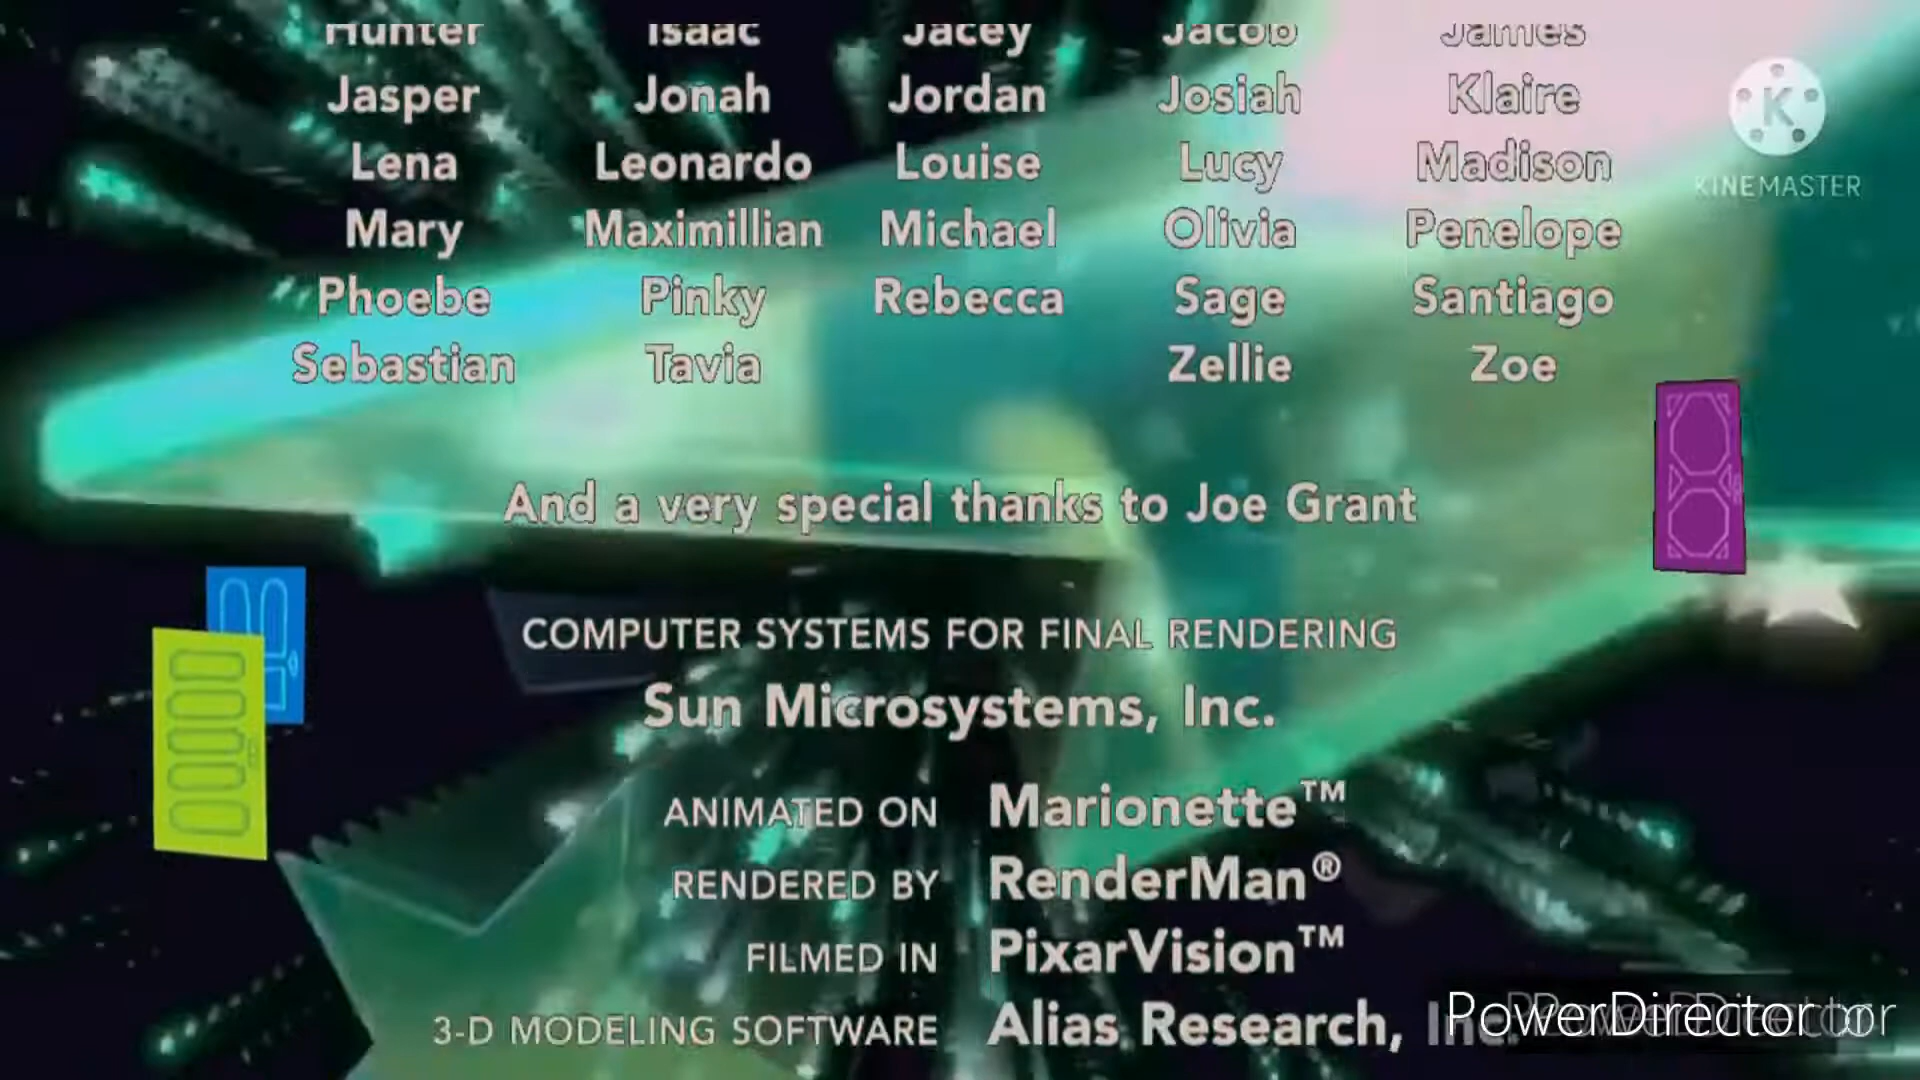 Hunter Isaac Jacey Jacob James
Jasper Jonah Jordan Josiah Klaire
Lena Leonardo Louise Lucy Madison
Mary Maximillian Michael Olivia Penelope
Phoebe Pinky Rebecca Sage Santiago
Sebastian Tavia Zellie Zoe
K
KINEMASTER
And a very special thanks to Joe Grant
COMPUTER SYSTEMS FOR FINAL RENDERING
Sun Microsystems, Inc.
ANIMATED ON Marionette™
RENDERED BY RenderMan®
FILMED IN PixarVision™
3-D MODELING SOFTWARE Alias Research, Inc.
PowerDirector